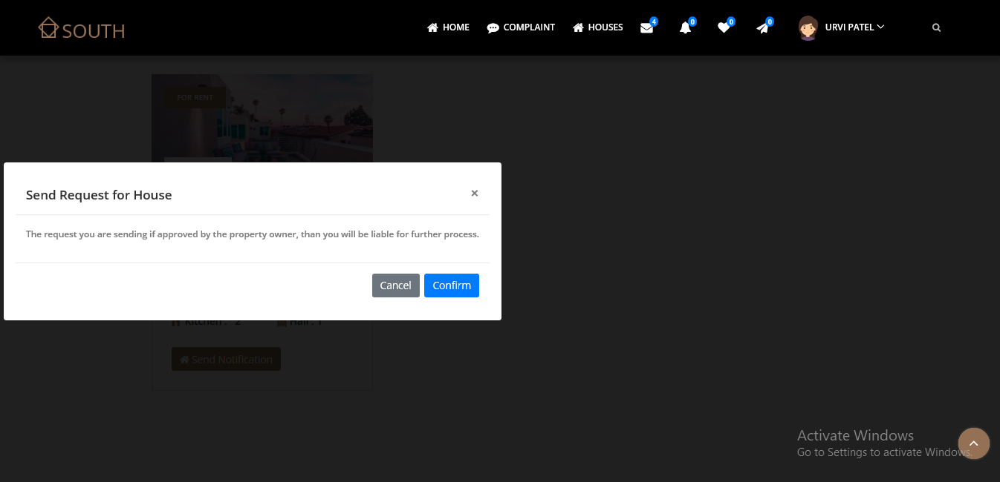 SOUTH
HOME
COMPLAINT
HOUSES
4
0
0
0
URVI PATEL
FOR RENT
Send Request for House
×
The request you are sending if approved by the property owner, than you will be liable for further process.
Cancel
Confirm
Kitchen : 2
Hall : 1
Send Notification
Activate Windows
Go to Settings to activate Windows.